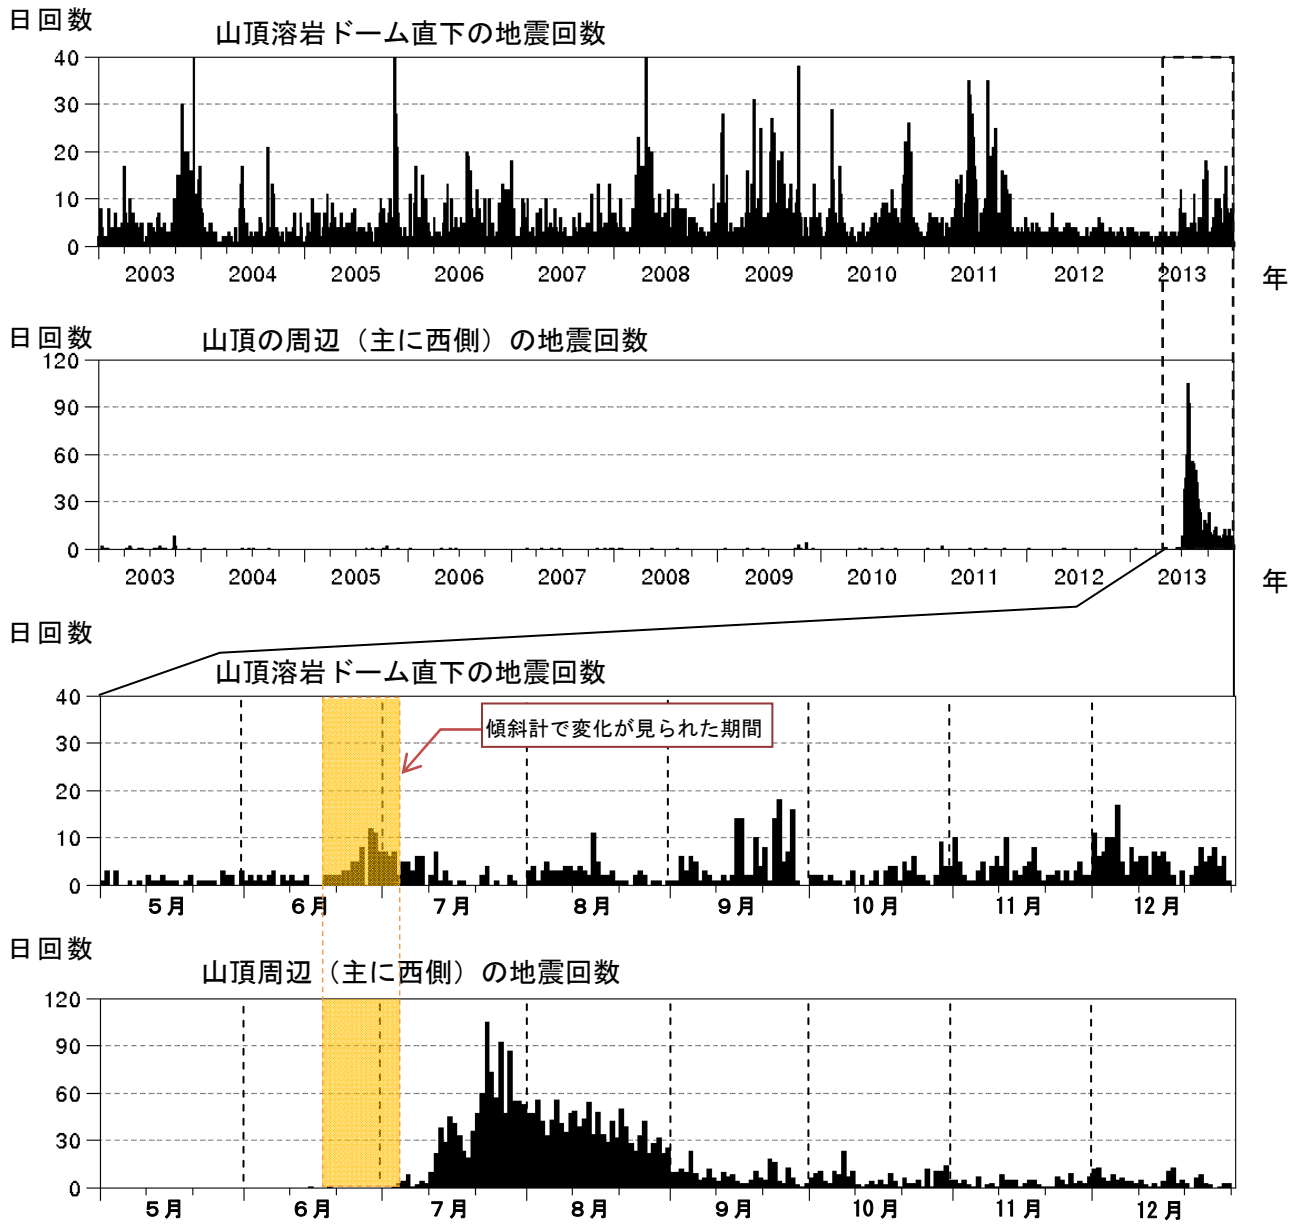 日回数
山頂溶岩ドーム直下の地震回数
40
30
20
10
0
2003 2004 2005 2006 2007 2008 2009 2010 2011 2012 2013 年
日回数
山頂の周辺（主に西側）の地震回数
120
90
60
30
0
2003 2004 2005 2006 2007 2008 2009 2010 2011 2012 2013 年
日回数
山頂溶岩ドーム直下の地震回数
40
傾斜計で変化が見られた期間
30
20
10
0
5月 6月 7月 8月 9月 10月 11月 12月
日回数
山頂周辺（主に西側）の地震回数
120
90
60
30
0
5月 6月 7月 8月 9月 10月 11月 12月